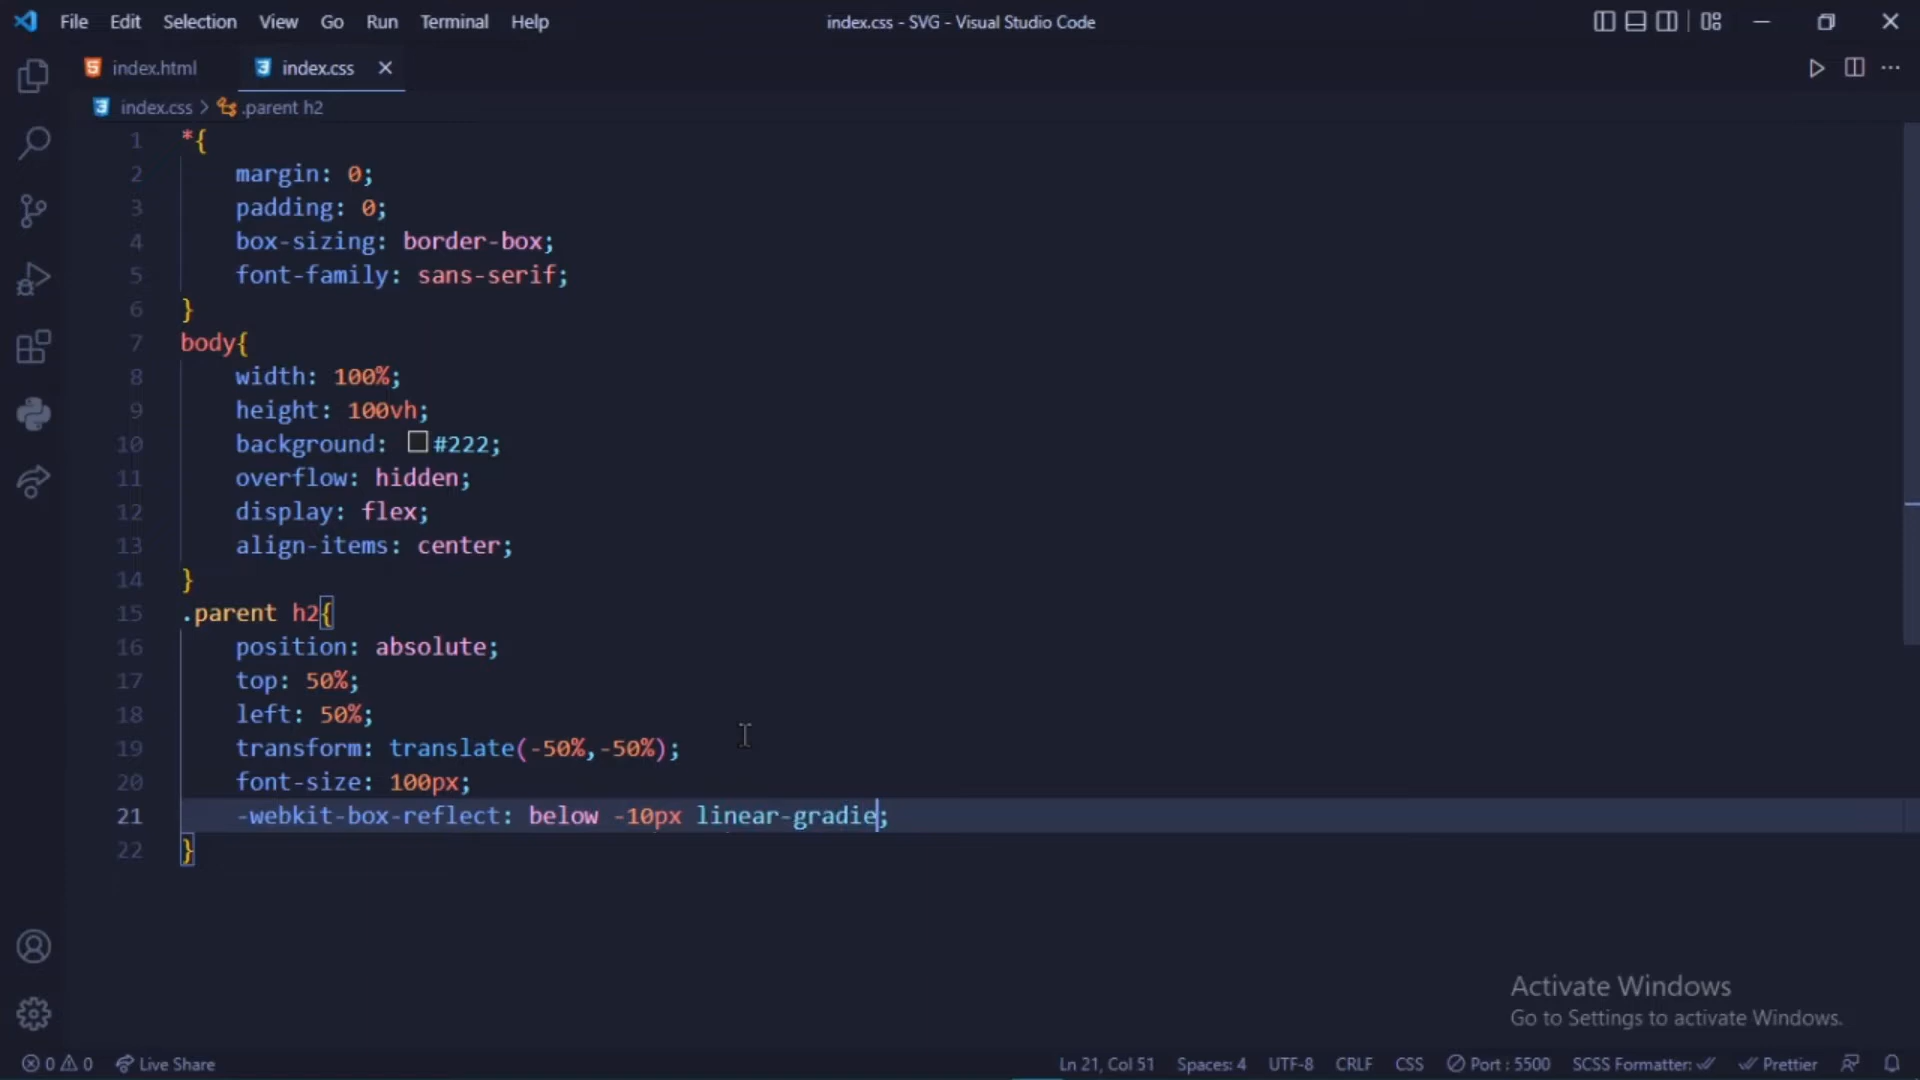 File Edit Selection View Go Run Terminal Help index.css - SVG - Visual Studio Code
index.html index.css
index.css > .parent h2
1 *{
2 margin: 0;
3 padding: 0;
4 box-sizing: border-box;
5 font-family: sans-serif;
6 }
7 body{
8 width: 100%;
9 height: 100vh;
10 background: #222;
11 overflow: hidden;
12 display: flex;
13 align-items: center;
14 }
15 .parent h2{
16 position: absolute;
17 top: 50%;
18 left: 50%;
19 transform: translate(-50%,-50%);
20 font-size: 100px;
21 -webkit-box-reflect: below -10px linear-gradie;
22 }
Activate Windows
Go to Settings to activate Windows.
0 0 Live Share Ln 21, Col 51 Spaces: 4 UTF-8 CRLF CSS Port : 5500 SCSS Formatter: Prettier